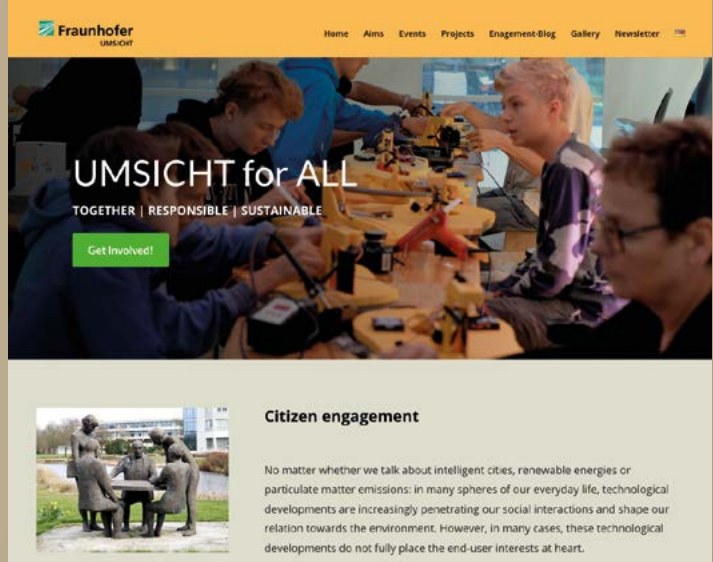 Fraunhofer
UMSICHT
Home Aims Events Projects Enagement-Blog Gallery Newsletter
UMSICHT for ALL
TOGETHER | RESPONSIBLE | SUSTAINABLE
Get Involved!
Citizen engagement
No matter whether we talk about intelligent cities, renewable energies or
particulate matter emissions: in many spheres of our everyday life, technological
developments are increasingly penetrating our social interactions and shape our
relation towards the environment. However, in many cases, these technological
developments do not fully place the end-user interests at heart.